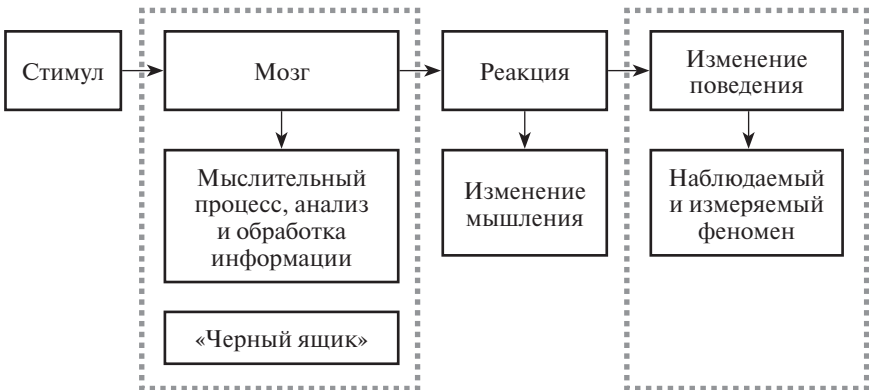 Стимул
Мозг
Реакция
Изменение
поведения
Мыслительный
процесс, анализ
и обработка
информации
Изменение
мышления
Наблюдаемый
и измеряемый
феномен
«Черный ящик»